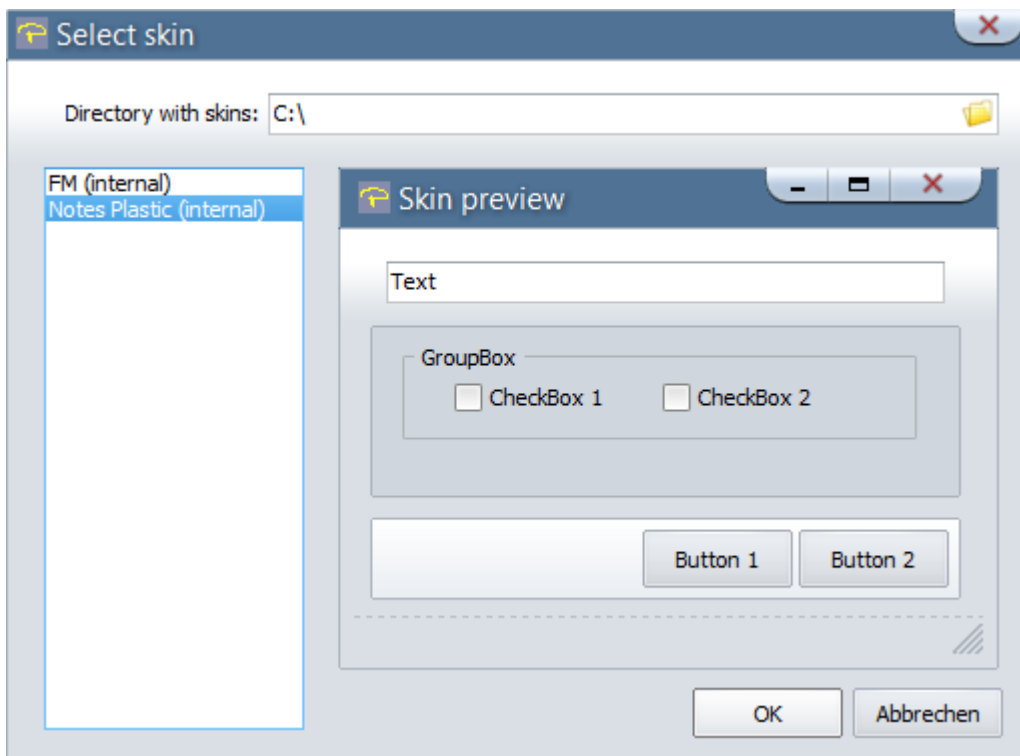 Select skin
Directory with skins: C:\
FM (internal)
Notes Plastic (internal)
Skin preview
Text
GroupBox
CheckBox 1 CheckBox 2
Button 1 Button 2
OK Abbrechen